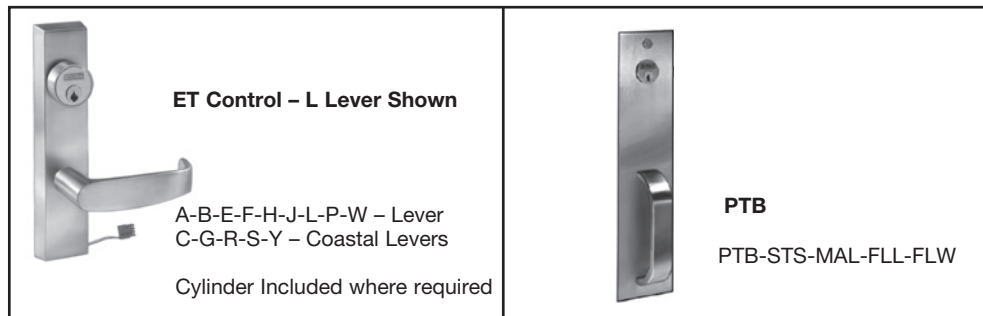 ET Control – L Lever Shown
A-B-E-F-H-J-L-P-W – Lever
C-G-R-S-Y – Coastal Levers
Cylinder Included where required
PTB
PTB-STS-MAL-FLL-FLW